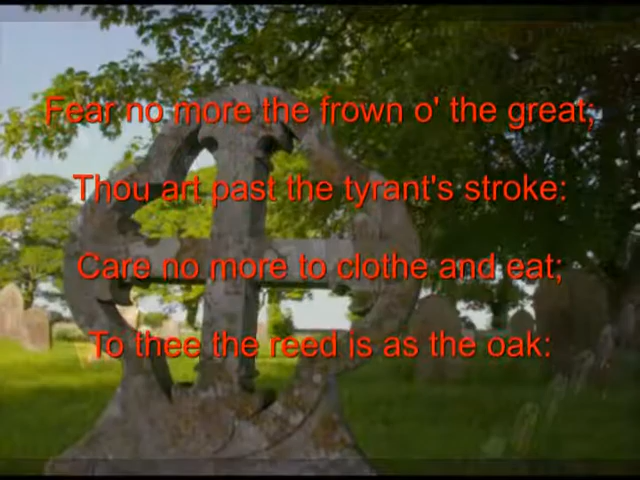 Fear no more the frown o' the great;
Thou art past the tyrant's stroke:
Care no more to clothe and eat;
To thee the reed is as the oak: